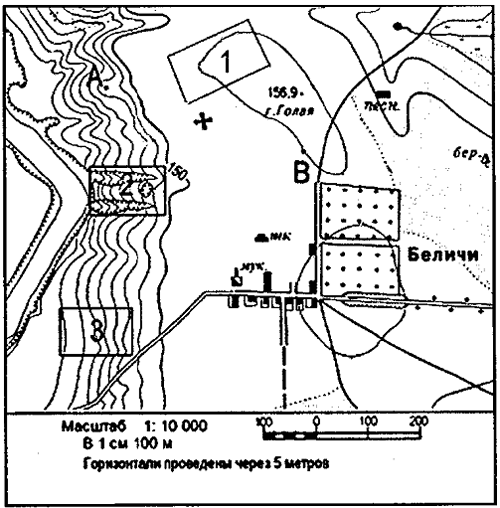 1
156,9
г.Голая
А
песч.
2
150
бер-а
В
тк
Беличи
мук.
3
Масштаб 1: 10 000
В 1 см 100 м
100 0 100 200
Горизонтали проведены через 5 метров